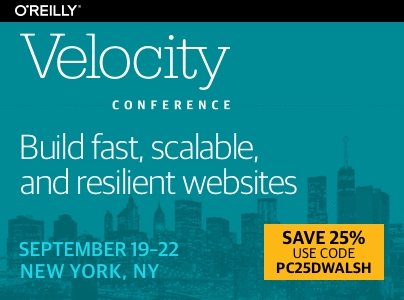 O'REILLY®
Velocity
CONFERENCE
Build fast, scalable,
and resilient websites
SEPTEMBER 19–22
NEW YORK, NY
SAVE 25%
USE CODE
PC25DWALSH